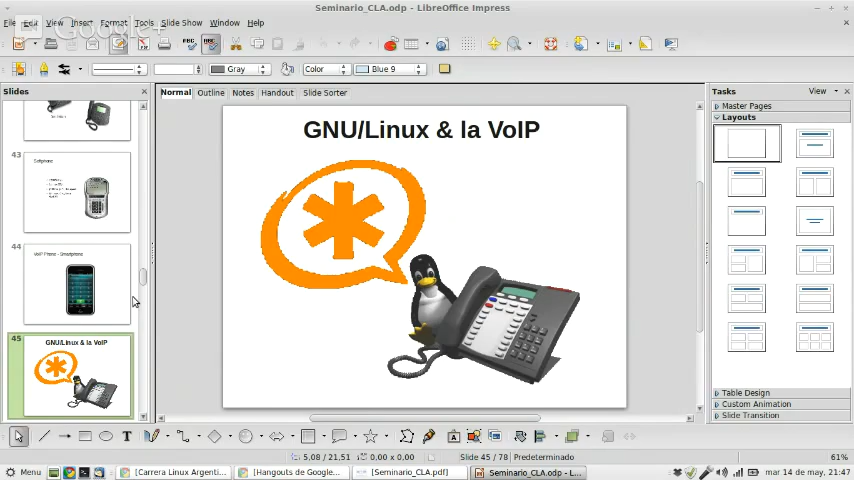 Seminario_CLA.odp - LibreOffice Impress
File Edit View Insert Format Tools Slide Show Window Help
Google+
Gray Color Blue 9
Slides
Normal Outline Notes Handout Slide Sorter
Tasks View
Master Pages
Layouts
43
Softphone
44
VoIP Phone - Smartphone
45
GNU/Linux & la VoIP
GNU/Linux & la VoIP
Table Design
Custom Animation
Slide Transition
5,08 / 21,51 0,00 x 0,00 Slide 45 / 78 Predeterminado 61%
Menu [Carrera Linux Argenti... [Hangouts de Google... [Seminario_CLA.pdf] Seminario_CLA.odp - L... mar 14 de may, 21:47